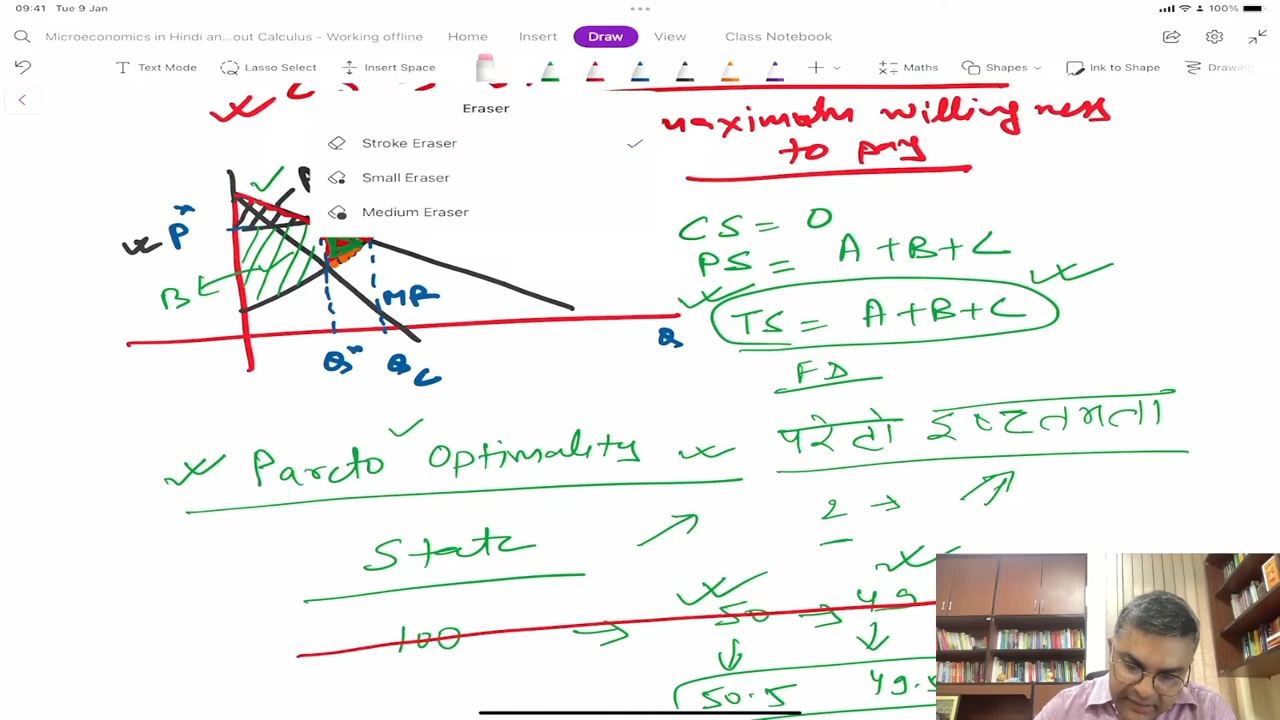 09:41 Tue 9 Jan
100%
Microeconomics in Hindi an...out Calculus - Working offline
Home Insert Draw View Class Notebook
Text Mode Lasso Select Insert Space Maths Shapes Ink to Shape Drawing
Eraser
Stroke Eraser
Small Eraser
Medium Eraser
maximum willingness
to pay
P*
B
MR
Q* QC
Q
CS = 0
PS = A + B + C
TS = A + B + C
FD
Pareto Optimality
परेतो इष्टतमता
2 →
State
100 → 50 → 49
50.5 49.5